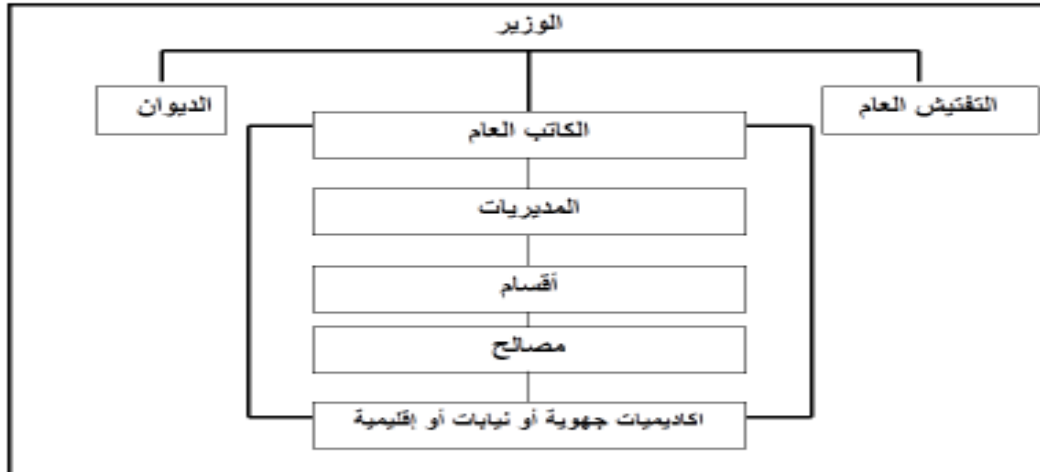 الوزير
التفتيش العام
الديوان
الكاتب العام
المديريات
أقسام
مصالح
اكاديميات جهوية أو نيابات أو إقليمية